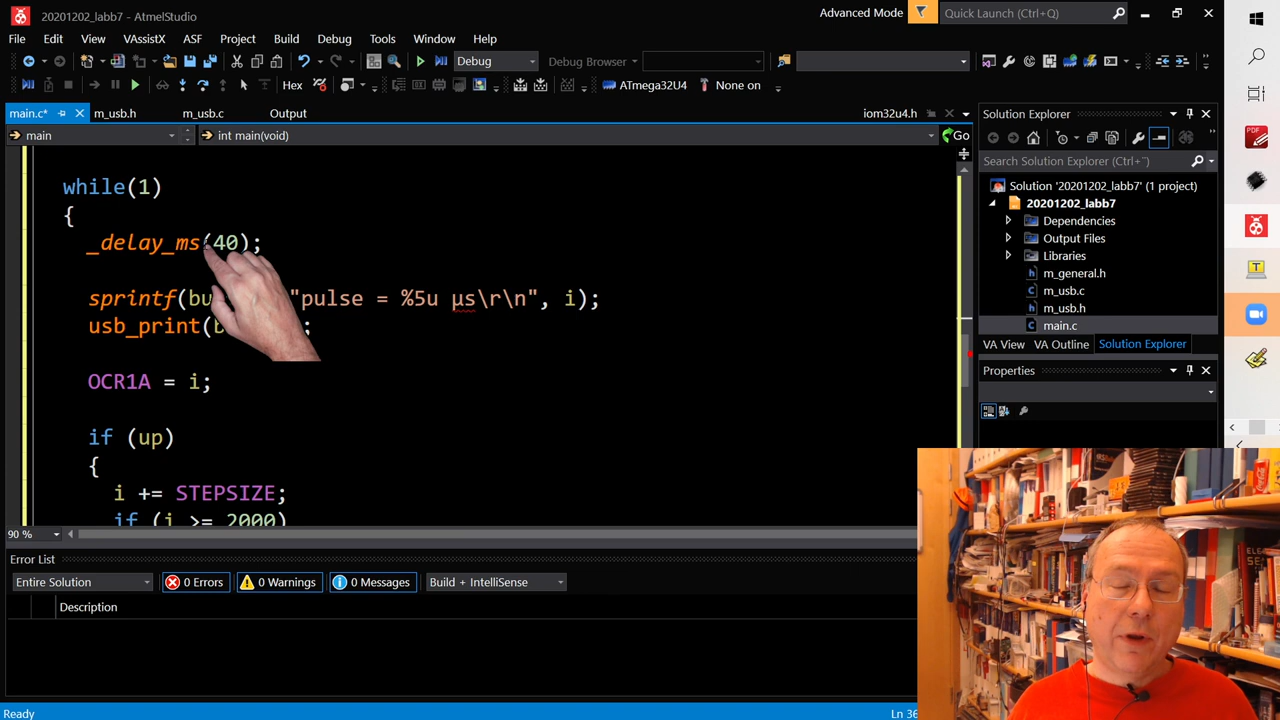 20201202_labb7 - AtmelStudio
Advanced Mode
Quick Launch (Ctrl+Q)
File Edit View VAssistX ASF Project Build Debug Tools Window Help
Debug
Debug Browser
Hex
ATmega32U4
None on
main.c*
m_usb.h
m_usb.c
Output
iom32u4.h
main
int main(void)
Go
while(1)
{
_delay_ms(40);
sprintf(bu "pulse = %5u µs\r\n", i);
usb_print(b ;
OCR1A = i;
if (up)
{
i += STEPSIZE;
if (i >= 2000)
90 %
Solution Explorer
Search Solution Explorer (Ctrl+¨)
Solution '20201202_labb7' (1 project)
20201202_labb7
Dependencies
Output Files
Libraries
m_general.h
m_usb.c
m_usb.h
main.c
VA View VA Outline Solution Explorer
Properties
Error List
Entire Solution
0 Errors
0 Warnings
0 Messages
Build + IntelliSense
Description
Ready
Ln 36
PDF